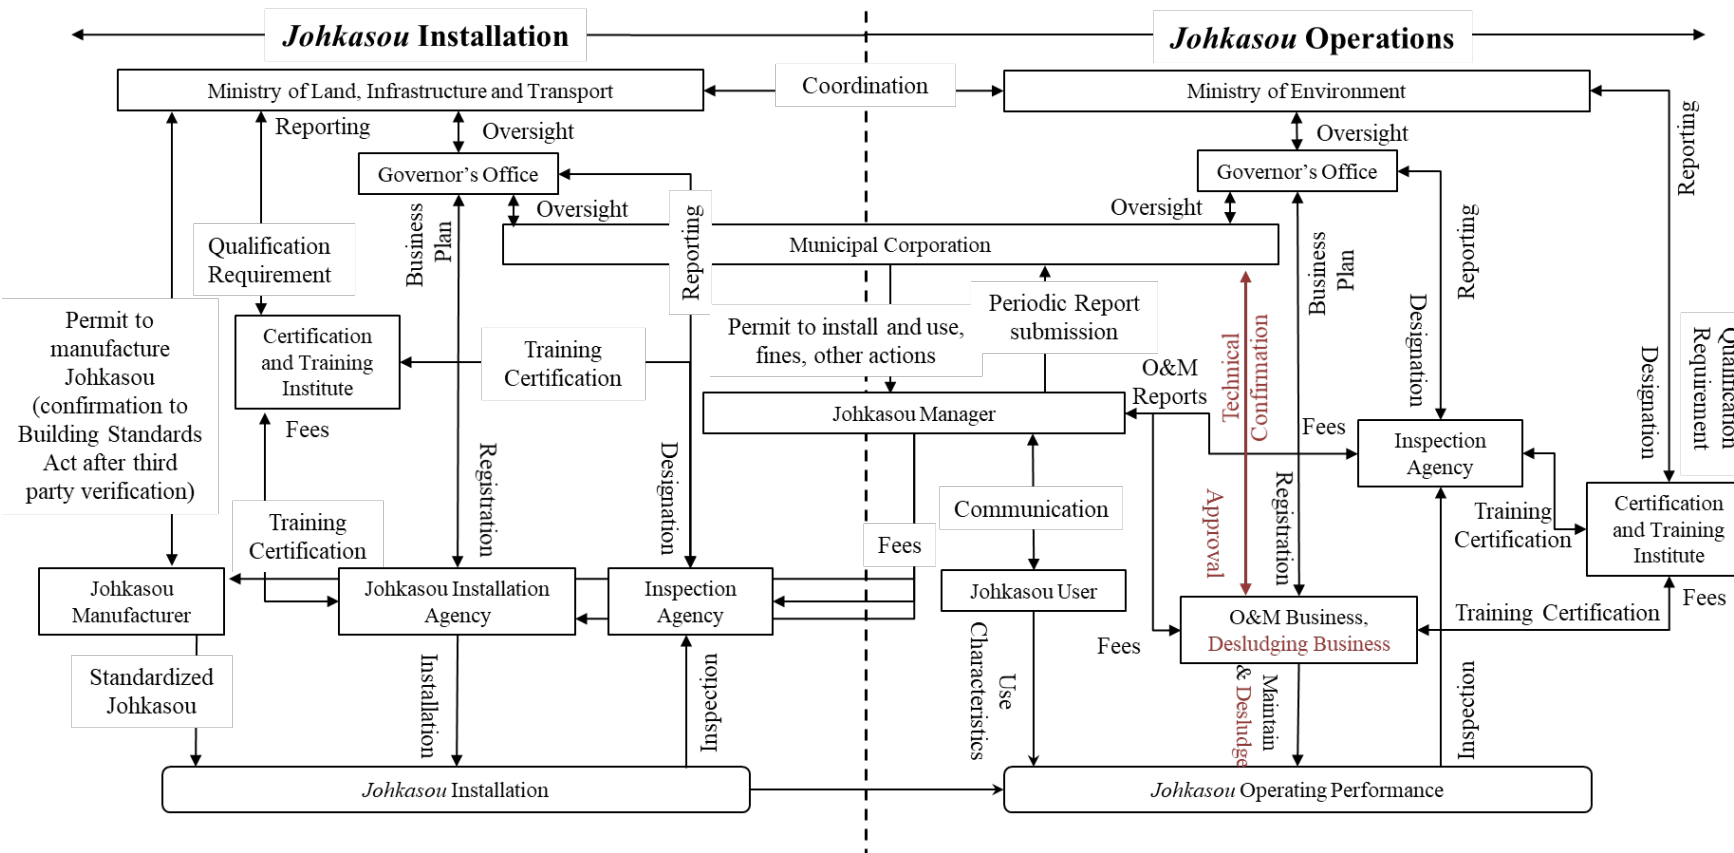 Johkasou Installation
Johkasou Operations
Ministry of Land, Infrastructure and Transport
Coordination
Ministry of Environment
Reporting
Oversight
Oversight
Reporting
Governor's Office
Governor's Office
Business
Plan
Oversight
Reporting
Oversight
Business
Plan
Reporting
Qualification
Requirement
Municipal Corporation
Permit to
manufacture
Johkasou
(confirmation to
Building Standards
Act after third
party verification)
Certification
and Training
Institute
Training
Certification
Permit to install and use,
fines, other actions
Periodic Report
submission
Technical
Confirmation
Designation
Designation
Qualification
Requirement
O&M
Reports
Johkasou Manager
Fees
Fees
Inspection
Agency
Registration
Designation
Communication
Approval
Registration
Training
Certification
Certification
and Training
Institute
Training
Certification
Fees
Johkasou
Manufacturer
Johkasou Installation
Agency
Inspection
Agency
Johkasou User
O&M Business,
Desludging Business
Training Certification
Fees
Fees
Standardized
Johkasou
Installation
Inspection
Use
Characteristics
Maintain
& Desludge
Inspection
Johkasou Installation
Johkasou Operating Performance